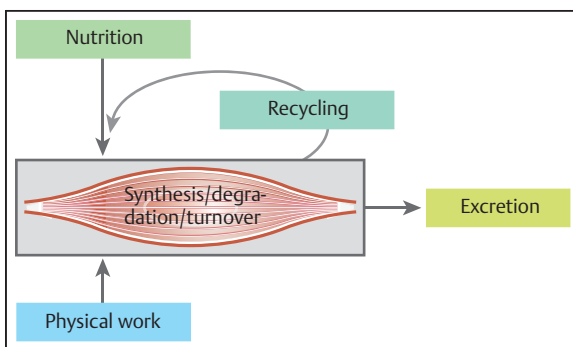 Nutrition
Recycling
Synthesis/degra-
dation/turnover
Excretion
Physical work